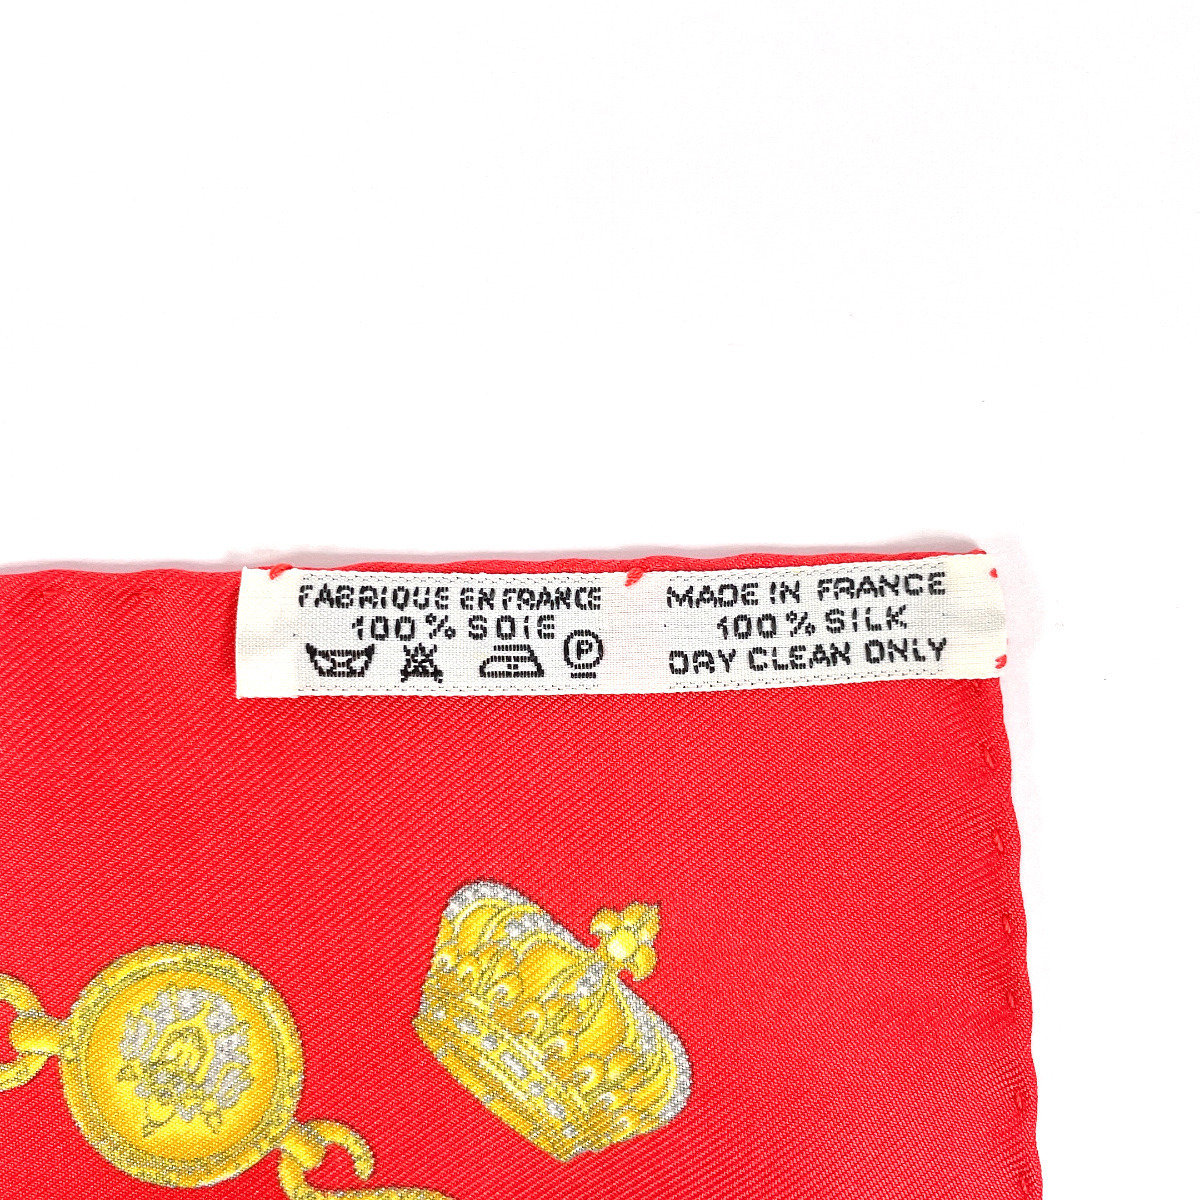 FABRIQUE EN FRANCE
100% SOIE
P
MADE IN FRANCE
100% SILK
DRY CLEAN ONLY